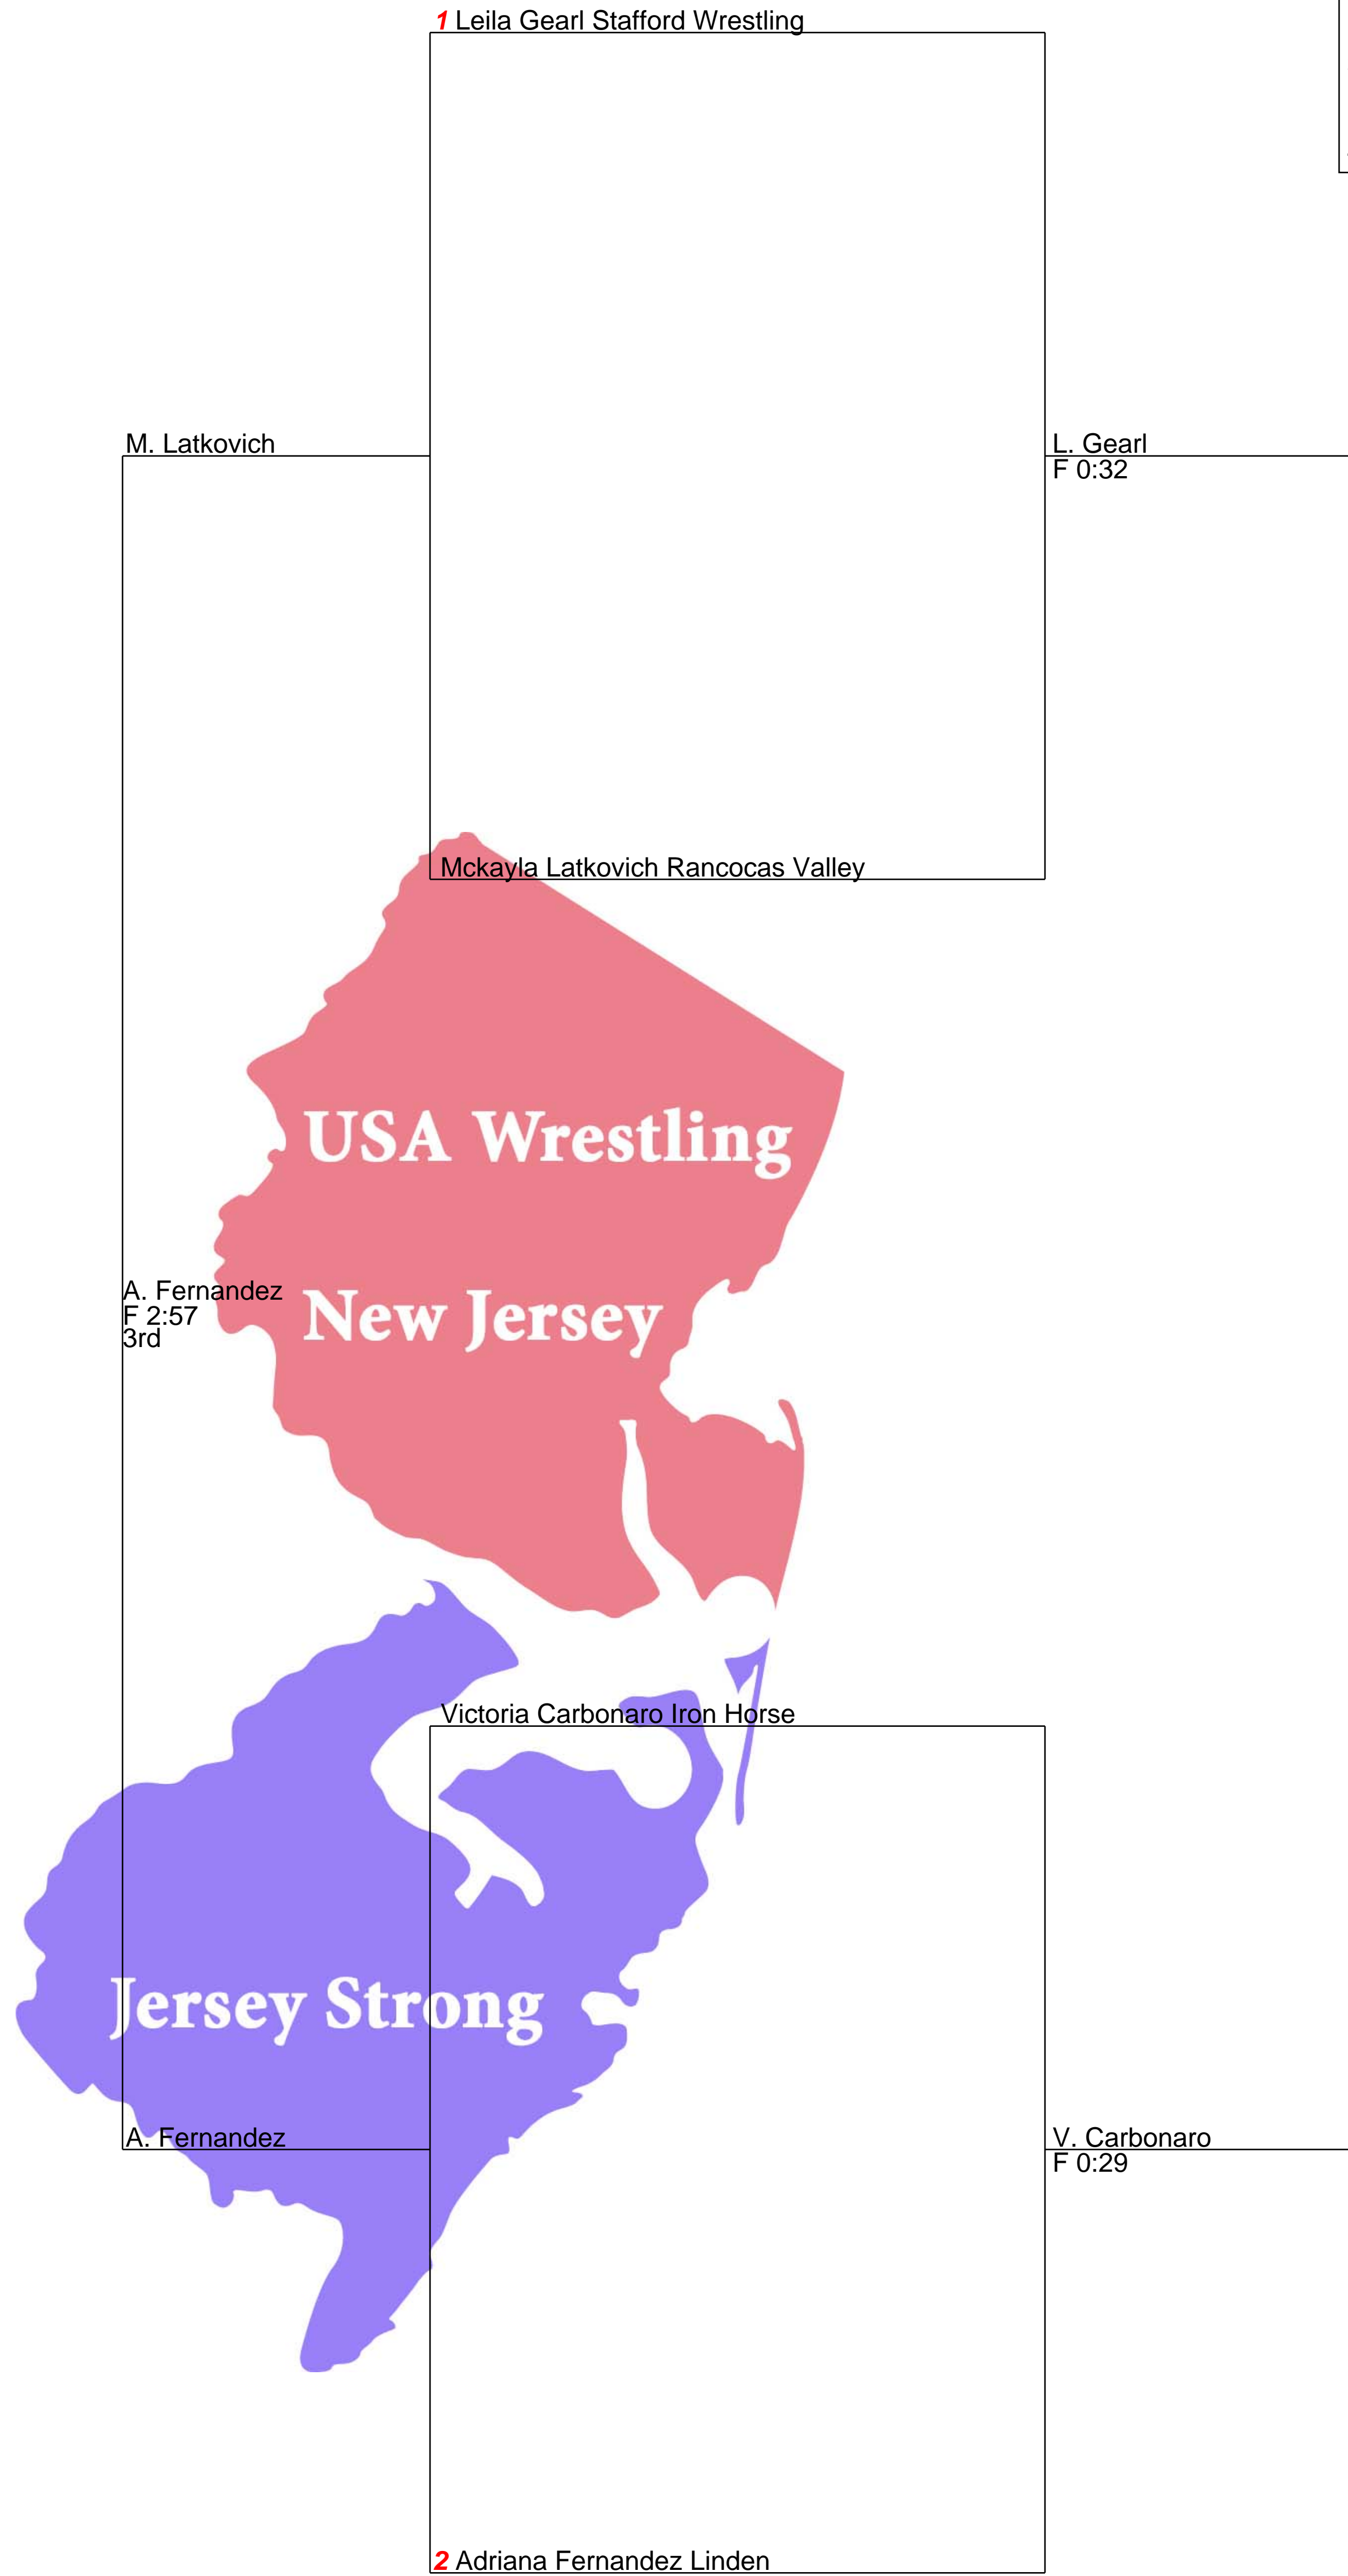 1 Leila Gearl Stafford Wrestling
M. Latkovich
L. Gearl
F 0:32
Mckayla Latkovich Rancocas Valley
USA Wrestling
A. Fernandez
F 2:57
3rd
New Jersey
Victoria Carbonaro Iron Horse
Jersey Strong
A. Fernandez
V. Carbonaro
F 0:29
2 Adriana Fernandez Linden